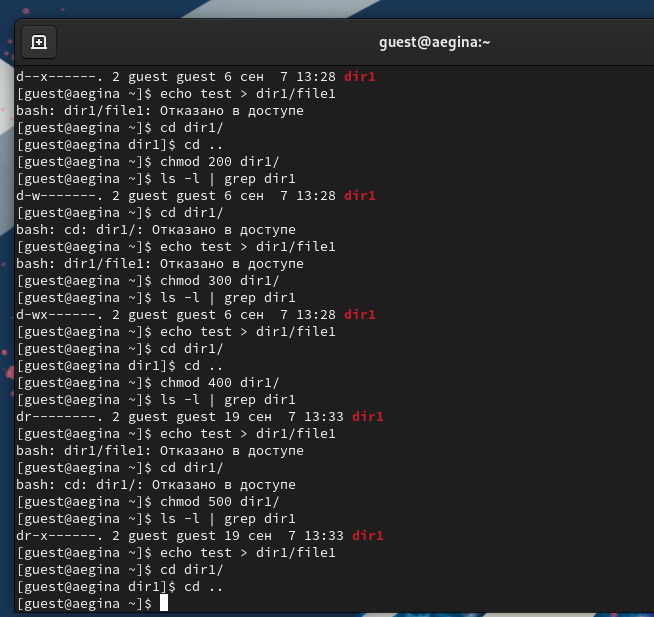 guest@aegina:~
d--x------. 2 guest guest 6 сен  7 13:28 dir1
[guest@aegina ~]$ echo test > dir1/file1
bash: dir1/file1: Отказано в доступе
[guest@aegina ~]$ cd dir1/
[guest@aegina dir1]$ cd ..
[guest@aegina ~]$ chmod 200 dir1/
[guest@aegina ~]$ ls -l | grep dir1
d-w-------. 2 guest guest 6 сен  7 13:28 dir1
[guest@aegina ~]$ cd dir1/
bash: cd: dir1/: Отказано в доступе
[guest@aegina ~]$ echo test > dir1/file1
bash: dir1/file1: Отказано в доступе
[guest@aegina ~]$ chmod 300 dir1/
[guest@aegina ~]$ ls -l | grep dir1
d-wx------. 2 guest guest 6 сен  7 13:28 dir1
[guest@aegina ~]$ echo test > dir1/file1
[guest@aegina ~]$ cd dir1/
[guest@aegina dir1]$ cd ..
[guest@aegina ~]$ chmod 400 dir1/
[guest@aegina ~]$ ls -l | grep dir1
dr--------. 2 guest guest 19 сен  7 13:33 dir1
[guest@aegina ~]$ echo test > dir1/file1
bash: dir1/file1: Отказано в доступе
[guest@aegina ~]$ cd dir1/
bash: cd: dir1/: Отказано в доступе
[guest@aegina ~]$ chmod 500 dir1/
[guest@aegina ~]$ ls -l | grep dir1
dr-x------. 2 guest guest 19 сен  7 13:33 dir1
[guest@aegina ~]$ echo test > dir1/file1
[guest@aegina ~]$ cd dir1/
[guest@aegina dir1]$ cd ..
[guest@aegina ~]$